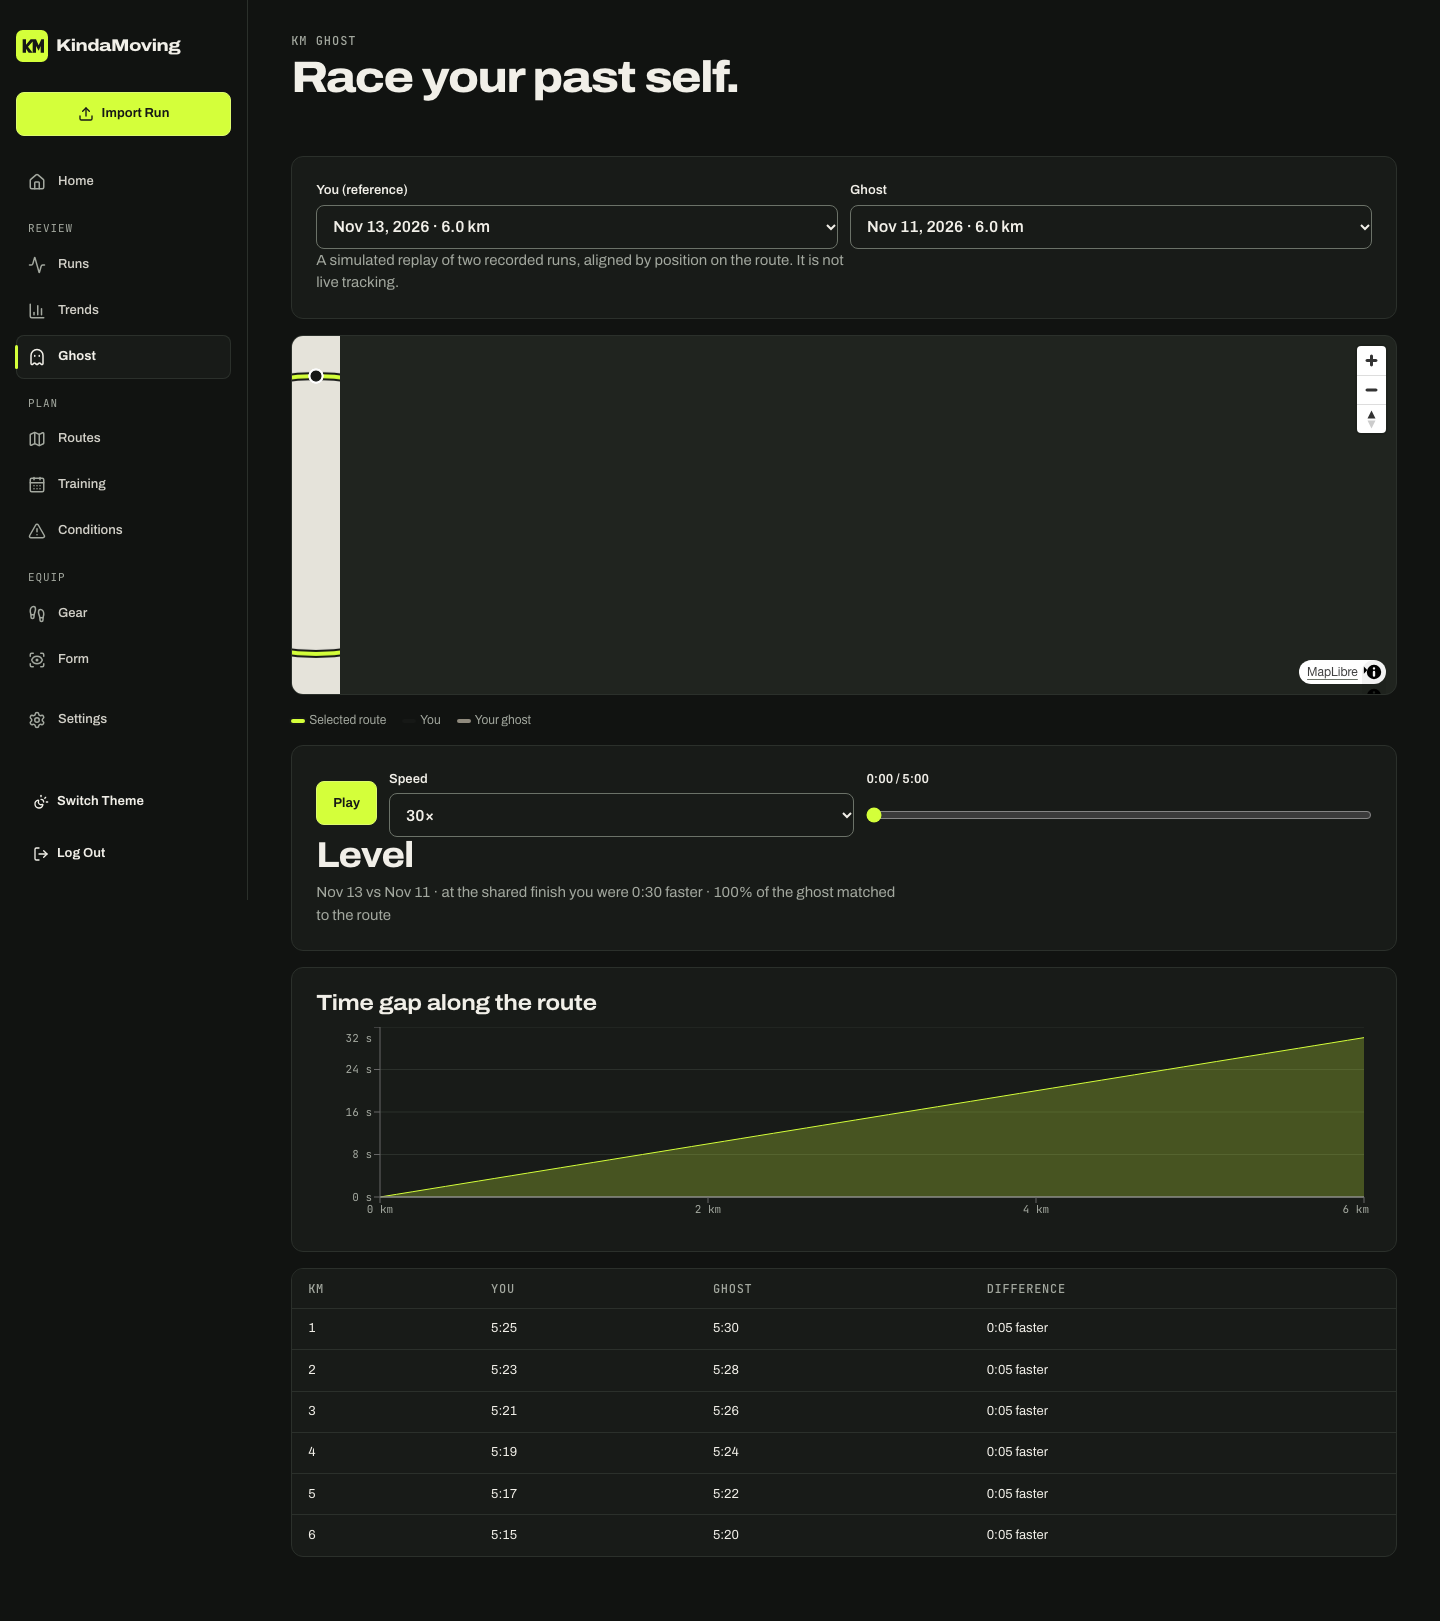 KM KindaMoving
Import Run
Home
REVIEW
Runs
Trends
Ghost
PLAN
Routes
Training
Conditions
EQUIP
Gear
Form
Settings
Switch Theme
Log Out
KM GHOST
Race your past self.
You (reference)
Nov 13, 2026 · 6.0 km
Ghost
Nov 11, 2026 · 6.0 km
A simulated replay of two recorded runs, aligned by position on the route. It is not
live tracking.
MapLibre
Selected route You Your ghost
Play
Speed
30×
0:00 / 5:00
Level
Nov 13 vs Nov 11 · at the shared finish you were 0:30 faster · 100% of the ghost matched
to the route
Time gap along the route
32 s
24 s
16 s
8 s
0 s
0 km 2 km 4 km 6 km
KM YOU GHOST DIFFERENCE
1 5:25 5:30 0:05 faster
2 5:23 5:28 0:05 faster
3 5:21 5:26 0:05 faster
4 5:19 5:24 0:05 faster
5 5:17 5:22 0:05 faster
6 5:15 5:20 0:05 faster